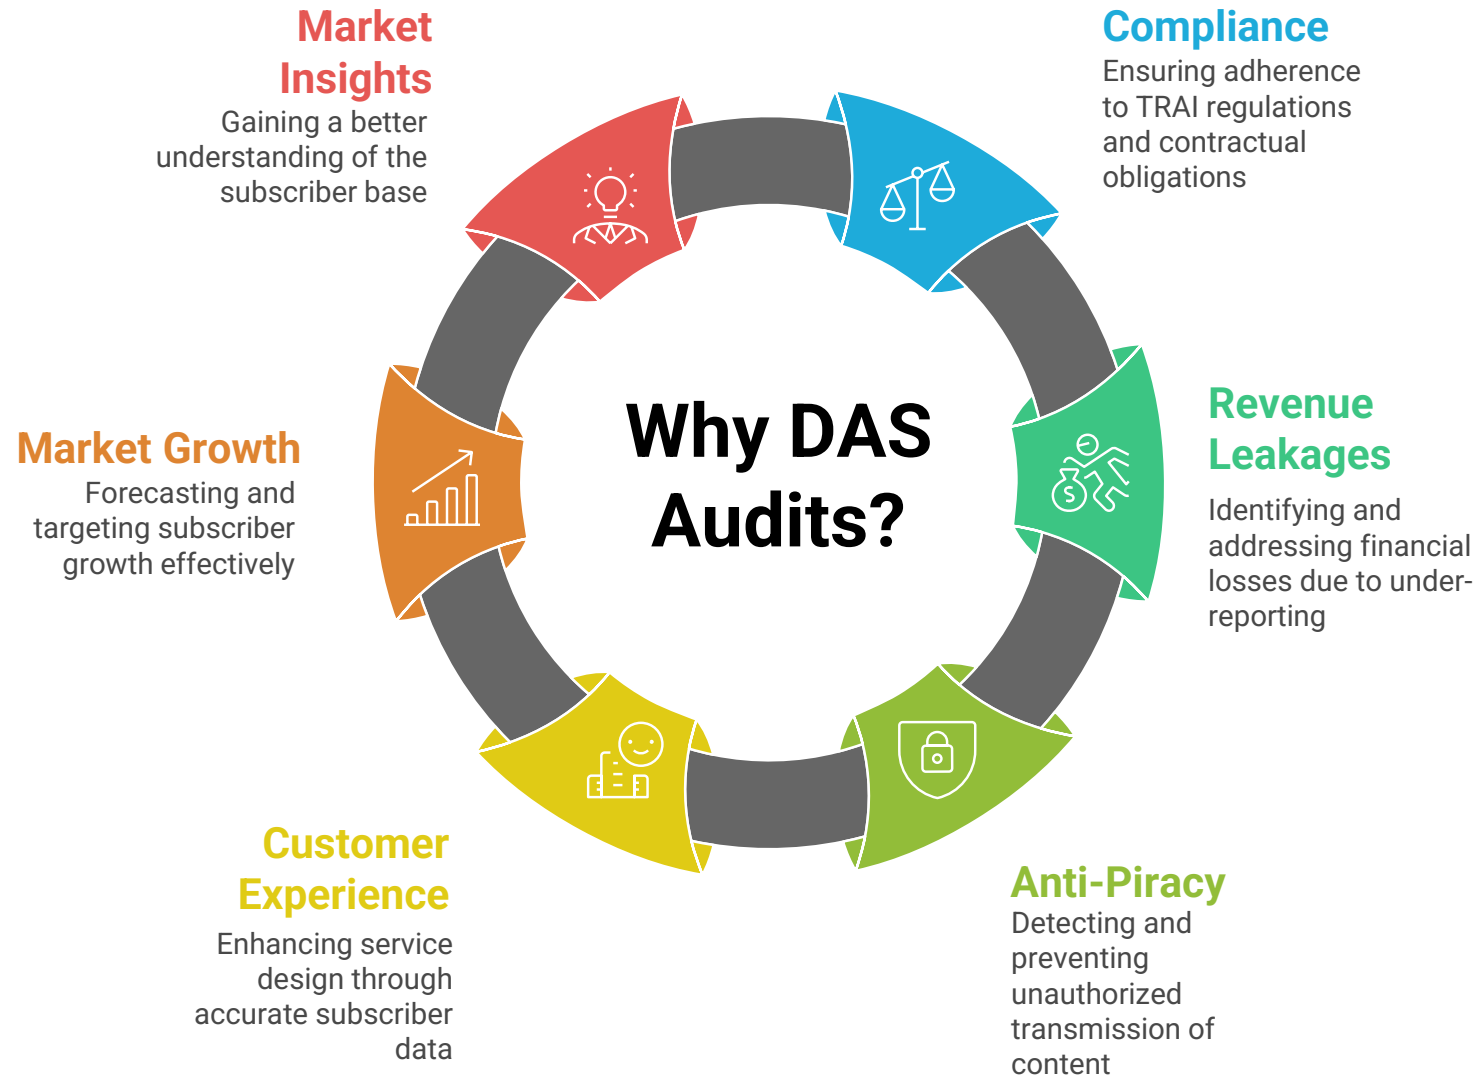 Market
Insights
Gaining a better
understanding of the
subscriber base
Compliance
Ensuring adherence
to TRAI regulations
and contractual
obligations
Why DAS
Audits?
Revenue
Leakages
Identifying and
addressing financial
losses due to under-
reporting
Market Growth
Forecasting and
targeting subscriber
growth effectively
Customer
Experience
Enhancing service
design through
accurate subscriber
data
Anti-Piracy
Detecting and
preventing
unauthorized
transmission of
content